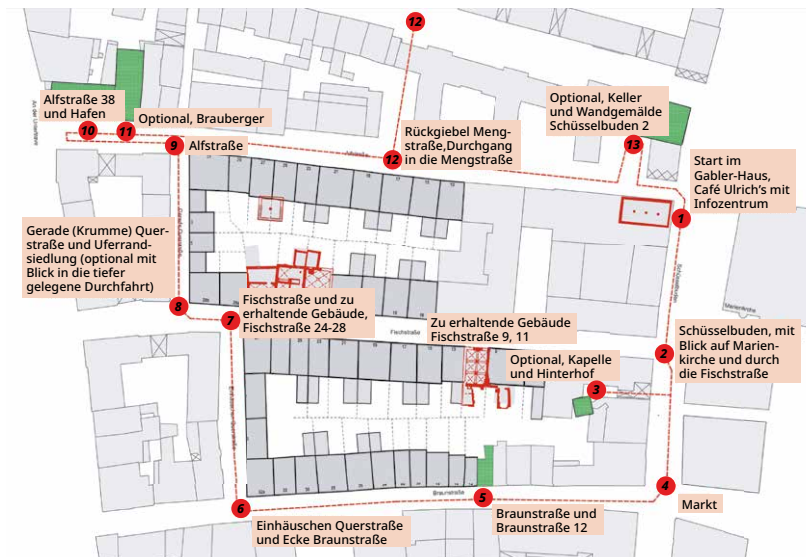 12
Alfstraße 38
und Hafen
Optional, Brauberger
10
11
9
Alfstraße
12
Rückgiebel Meng-
straße,Durchgang
in die Mengstraße
Optional, Keller
und Wandgemälde
Schüsselbuden 2
13
Start im
Gabler-Haus,
Café Ulrich’s mit
Infozentrum
1
Gerade (Krumme) Quer-
straße und Uferrand-
siedlung (optional mit
Blick in die tiefer
gelegene Durchfahrt)
8
7
Fischstraße und zu
erhaltende Gebäude,
Fischstraße 24-28
Fischstraße
Zu erhaltende Gebäude
Fischstraße 9, 11
Optional, Kapelle
und Hinterhof
3
2
Schüsselbuden, mit
Blick auf Marien-
kirche und durch
die Fischstraße
Schüsselbuden
Marienkirche
4
Markt
Braunstraße
5
Braunstraße und
Braunstraße 12
6
Einhäuschen Querstraße
und Ecke Braunstraße